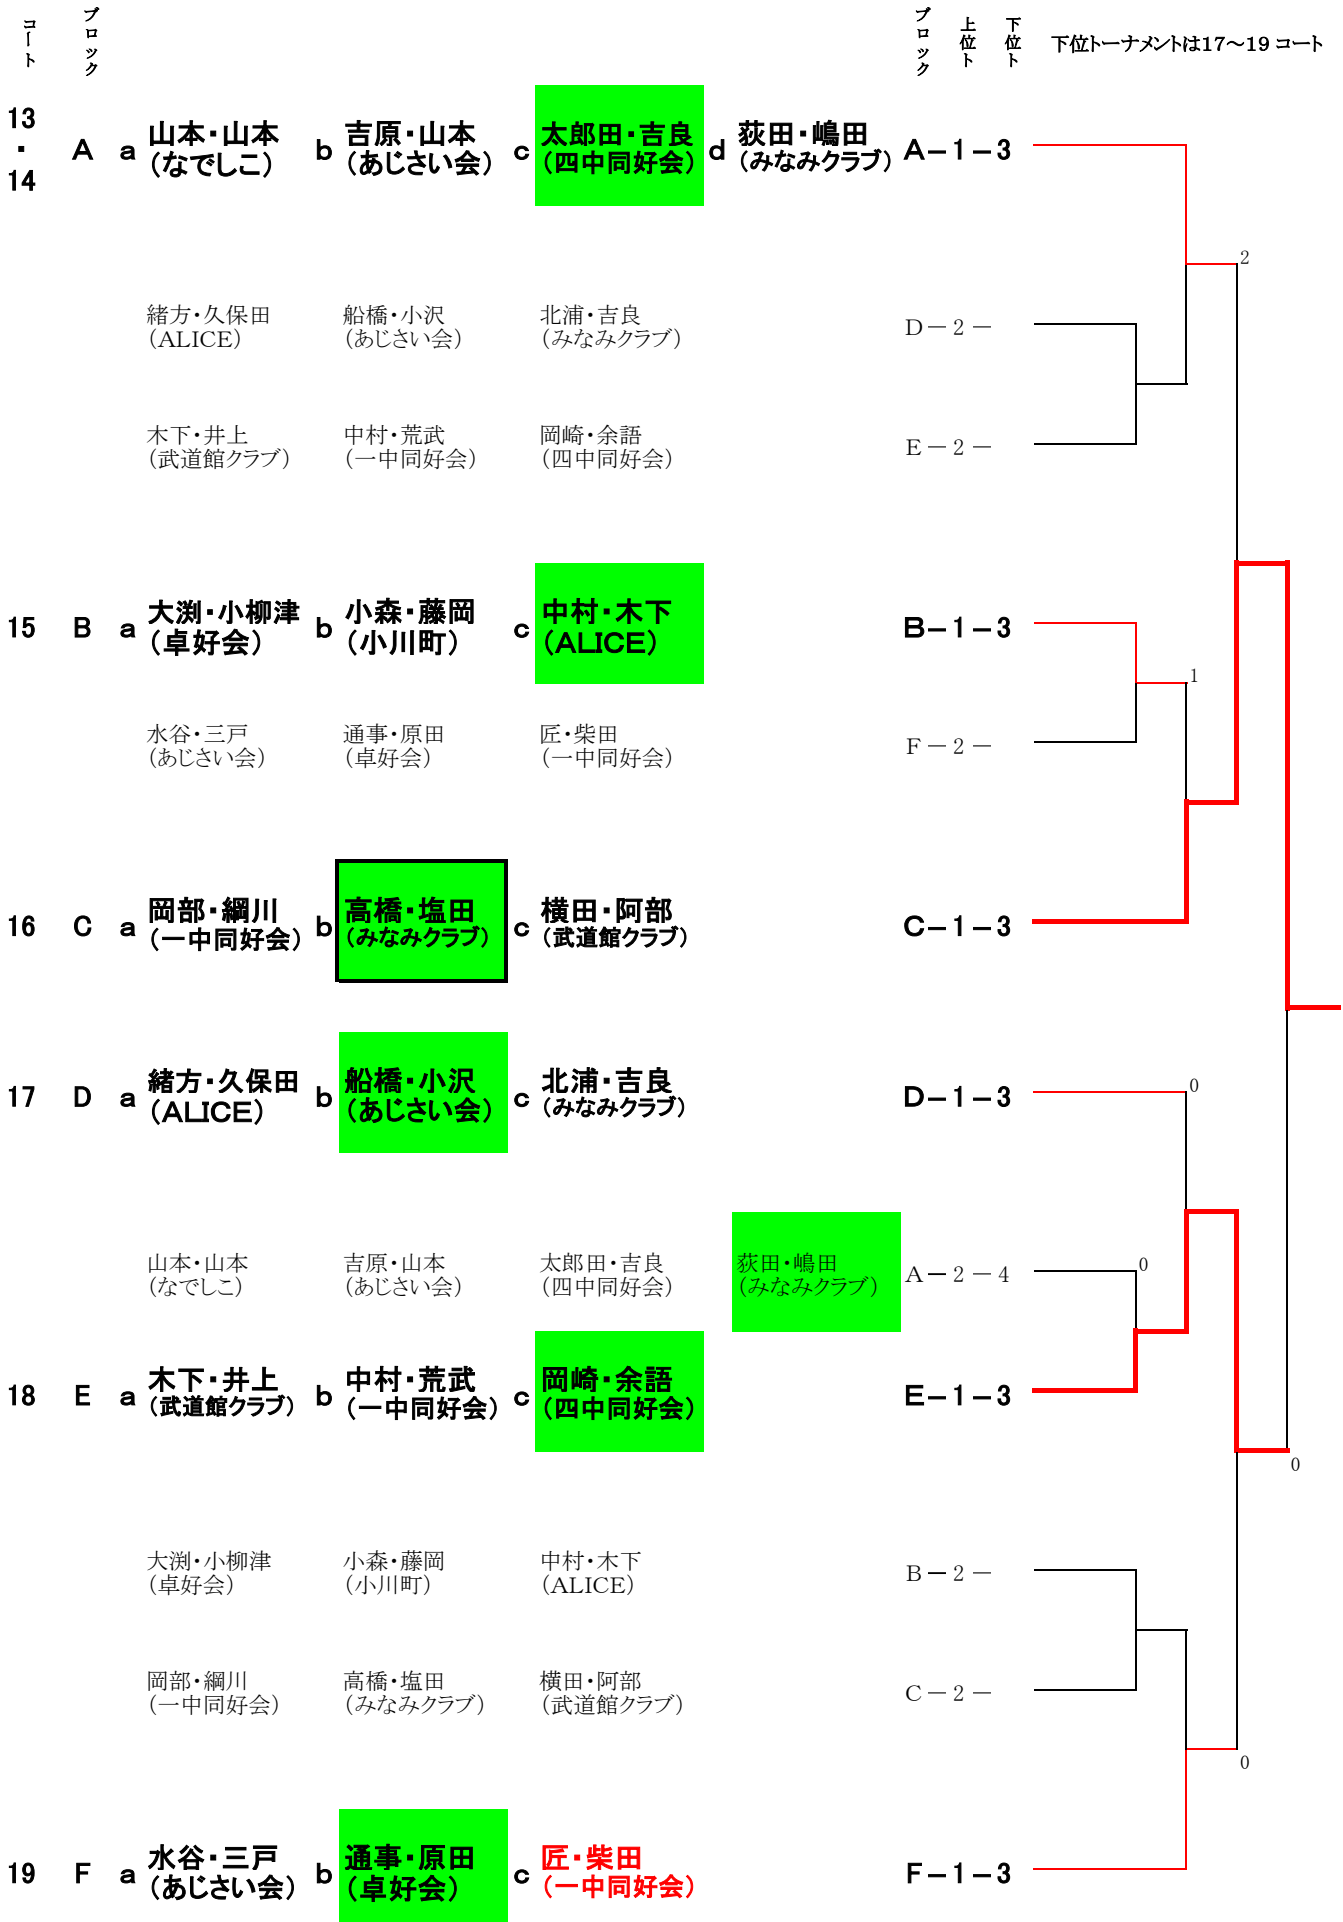 コート ブロック ブロック 上位ト 下位ト 下位トーナメントは17～19 コート
13・14 A a 山本・山本 b 吉原・山本 c 太郎田・吉良 d 荻田・嶋田 A－1－3
(なでしこ) (あじさい会) (四中同好会) (みなみクラブ)
2
緒方・久保田 船橋・小沢 北浦・吉良 D－2－
(ALICE) (あじさい会) (みなみクラブ)
木下・井上 中村・荒武 岡崎・余語 E－2－
(武道館クラブ) (一中同好会) (四中同好会)
15 B a 大渕・小柳津 b 小森・藤岡 c 中村・木下 B－1－3
(卓好会) (小川町) (ALICE)
1
水谷・三戸 通事・原田 匠・柴田 F－2－
(あじさい会) (卓好会) (一中同好会)
16 C a 岡部・綱川 b 高橋・塩田 c 横田・阿部 C－1－3
(一中同好会) (みなみクラブ) (武道館クラブ)
17 D a 緒方・久保田 b 船橋・小沢 c 北浦・吉良 D－1－3 0
(ALICE) (あじさい会) (みなみクラブ)
山本・山本 吉原・山本 太郎田・吉良 荻田・嶋田 A－2－4 0
(なでしこ) (あじさい会) (四中同好会) (みなみクラブ)
18 E a 木下・井上 b 中村・荒武 c 岡崎・余語 E－1－3
(武道館クラブ) (一中同好会) (四中同好会)
0
大渕・小柳津 小森・藤岡 中村・木下 B－2－
(卓好会) (小川町) (ALICE)
岡部・綱川 高橋・塩田 横田・阿部 C－2－
(一中同好会) (みなみクラブ) (武道館クラブ)
0
19 F a 水谷・三戸 b 通事・原田 c 匠・柴田 F－1－3
(あじさい会) (卓好会) (一中同好会)